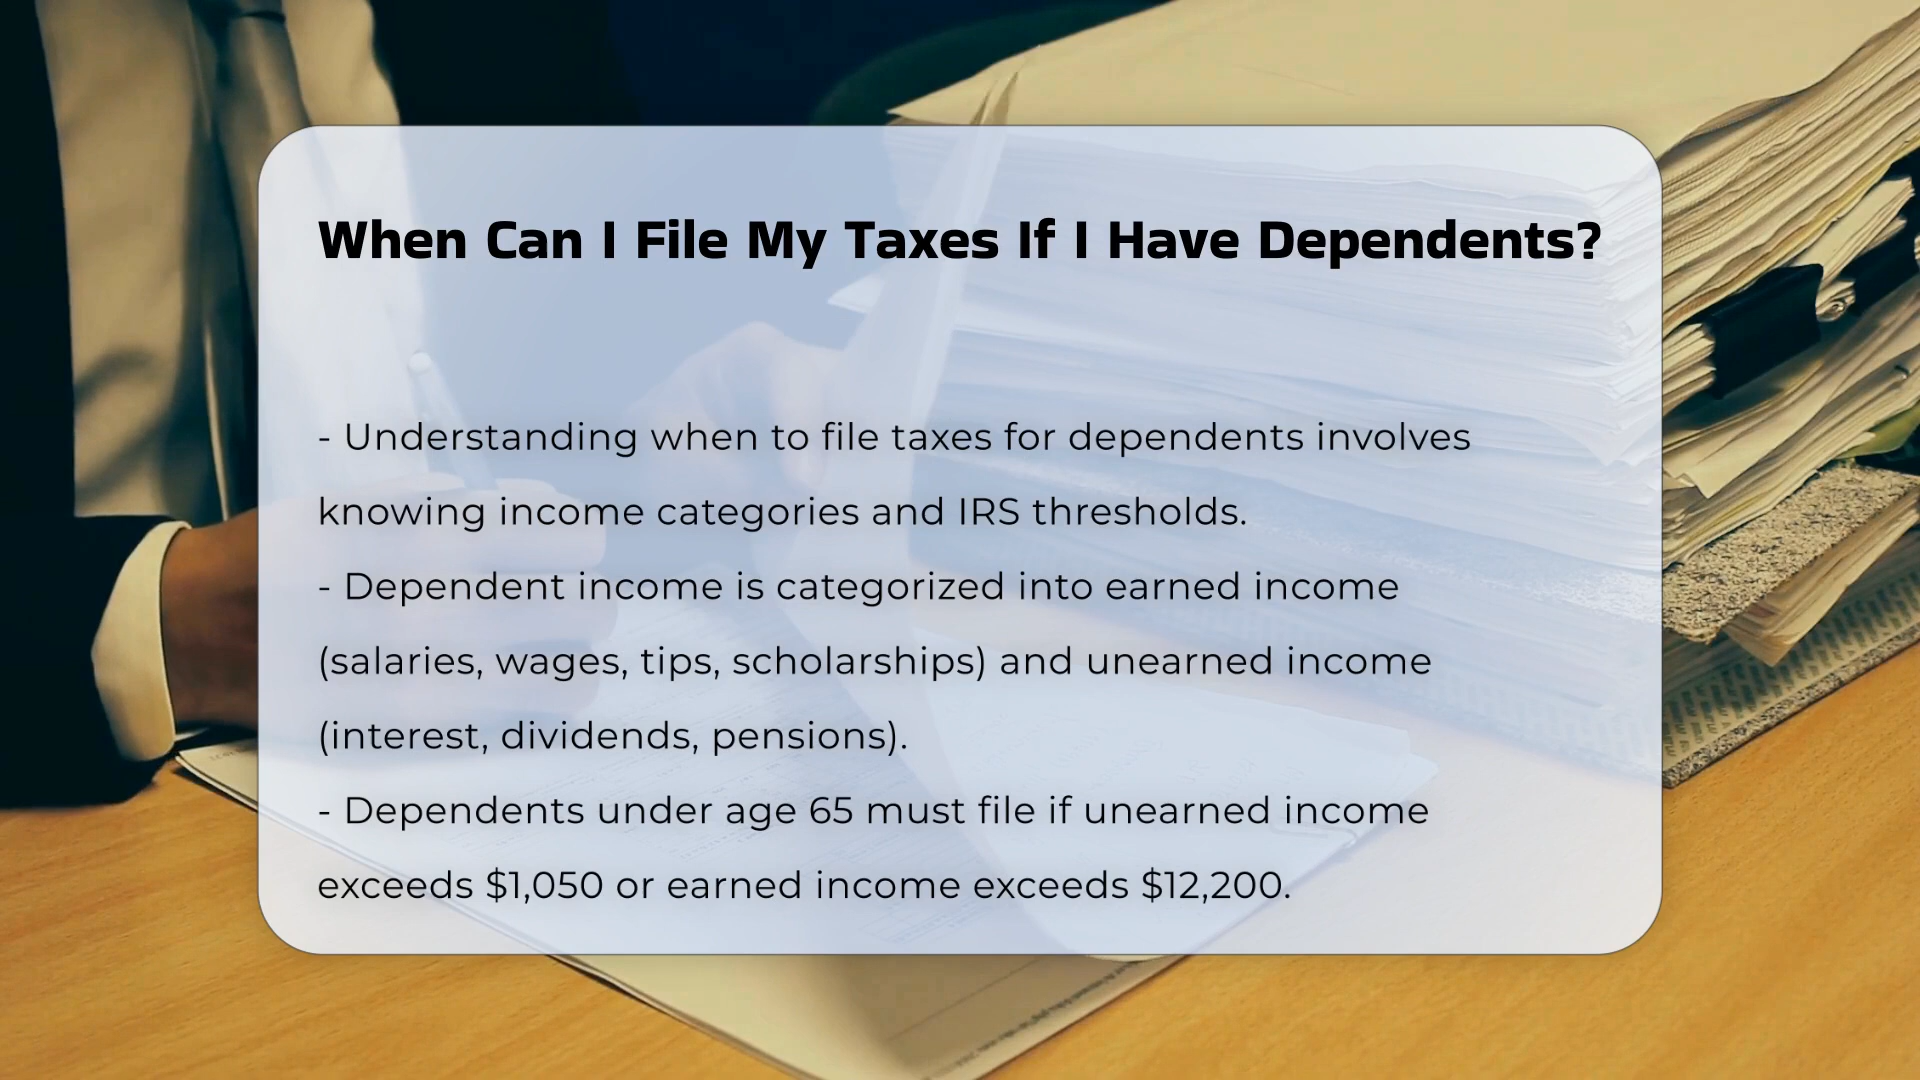 When Can I File My Taxes If I Have Dependents?
- Understanding when to file taxes for dependents involves
knowing income categories and IRS thresholds.
- Dependent income is categorized into earned income
(salaries, wages, tips, scholarships) and unearned income
(interest, dividends, pensions).
- Dependents under age 65 must file if unearned income
exceeds $1,050 or earned income exceeds $12,200.